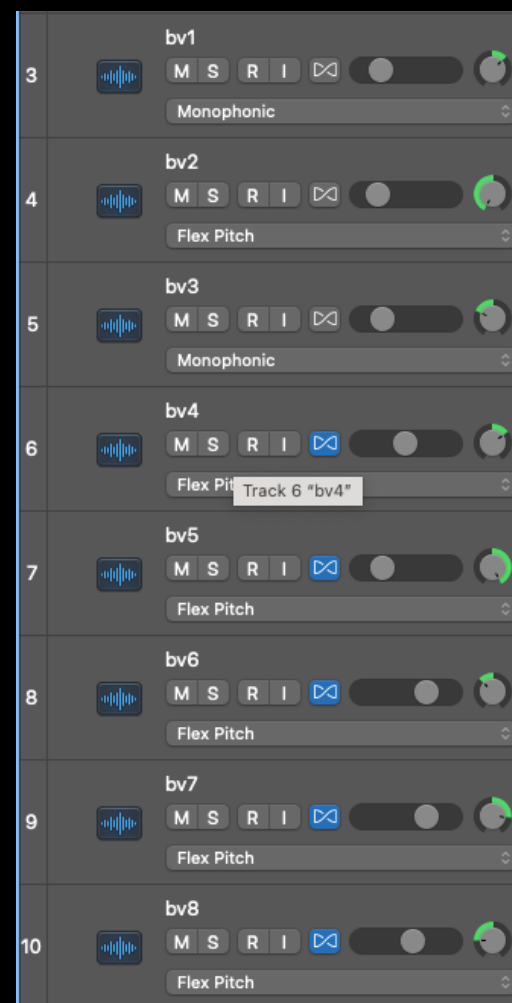 bv1
3 M S R I
Monophonic
bv2
4 M S R I
Flex Pitch
bv3
5 M S R I
Monophonic
bv4
6 M S R I
Flex Pit
Track 6 “bv4”
bv5
7 M S R I
Flex Pitch
bv6
8 M S R I
Flex Pitch
bv7
9 M S R I
Flex Pitch
bv8
10 M S R I
Flex Pitch